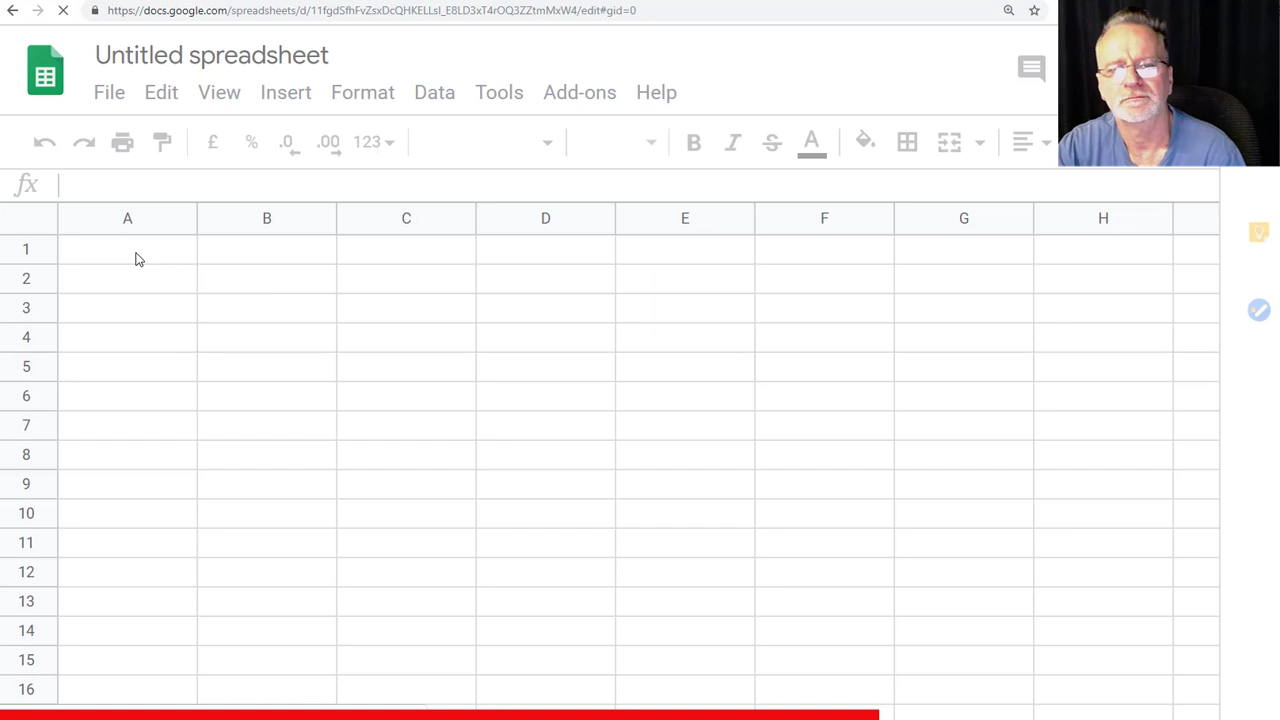 https://docs.google.com/spreadsheets/d/11fgdSfhFvZsxDcQHKELLsI_E8LD3xT4rOQ3ZZtmMxW4/edit#gid=0
Untitled spreadsheet
File Edit View Insert Format Data Tools Add-ons Help
£ % .0 .00 123 B I S A
fx
A B C D E F G H
1
2
3
4
5
6
7
8
9
10
11
12
13
14
15
16